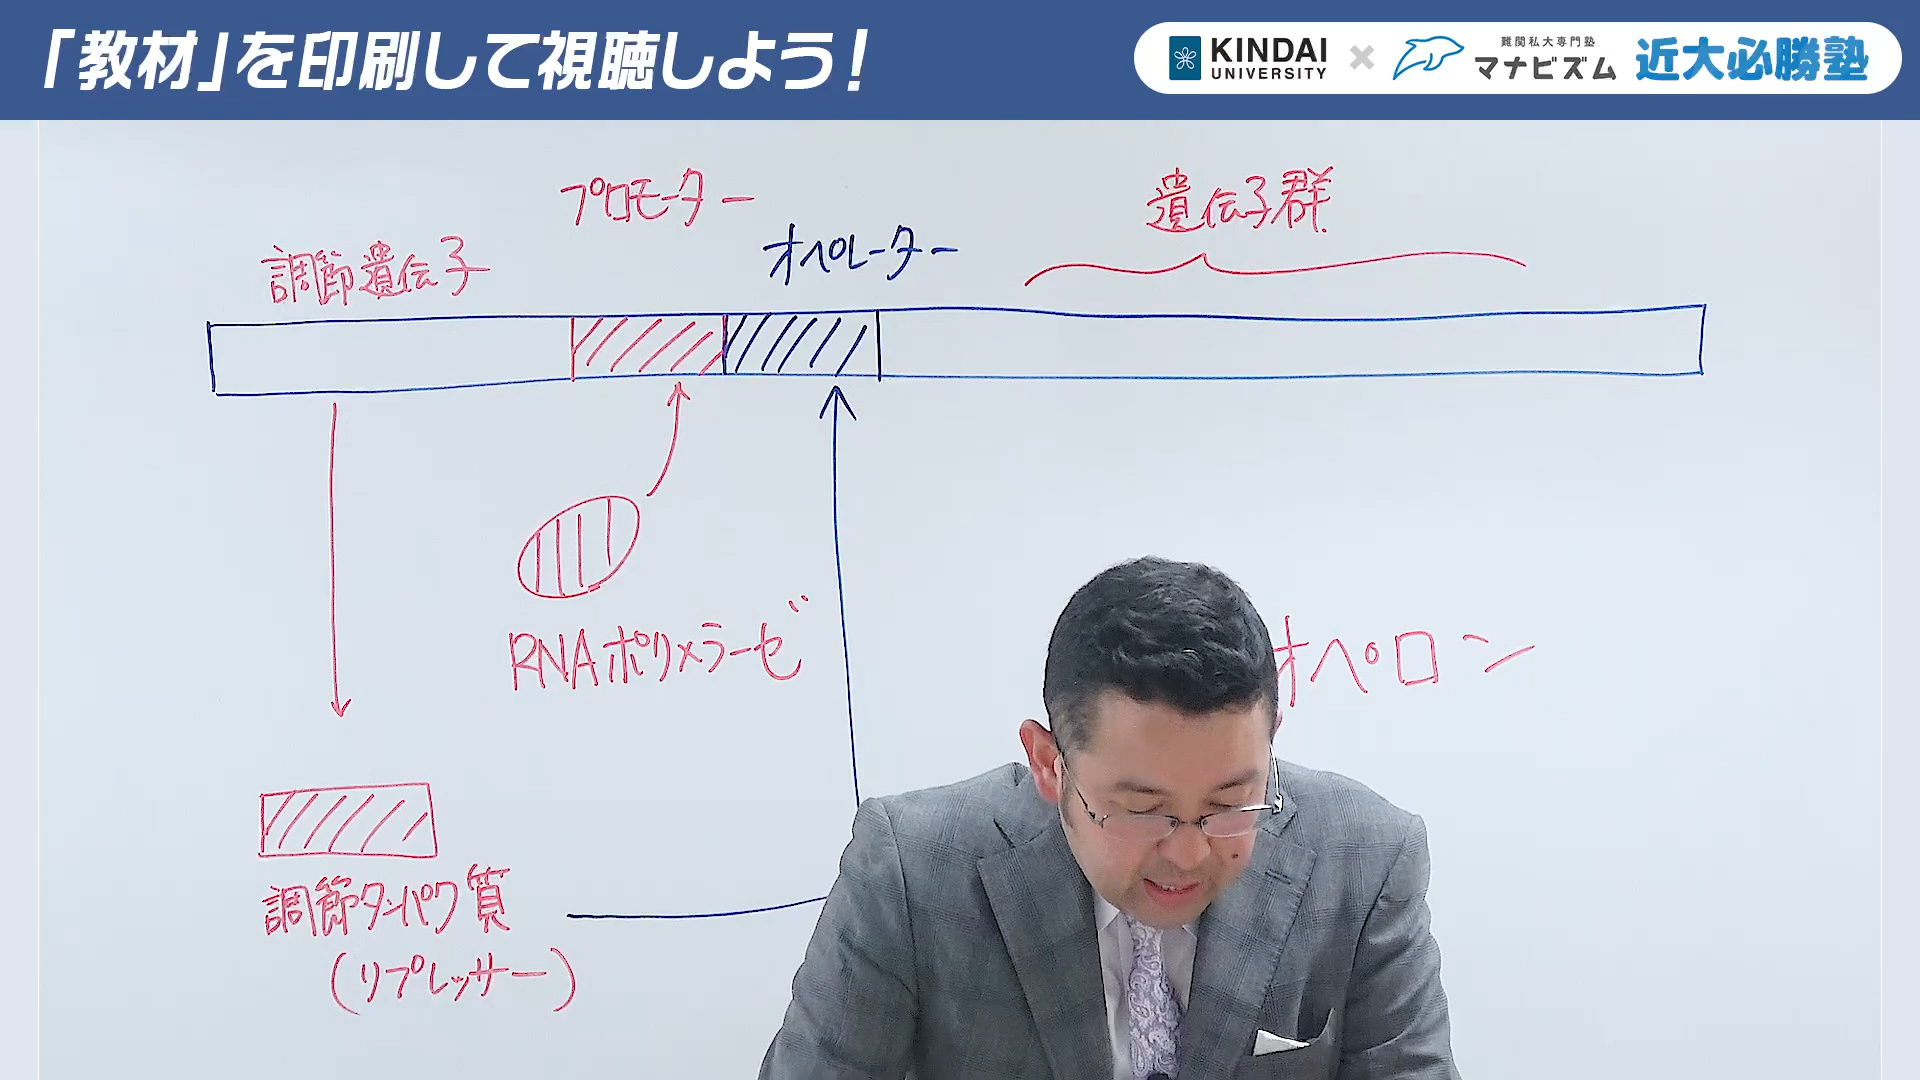 「教材」を印刷して視聴しよう！
KINDAI UNIVERSITY × 難関私大専門塾 マナビズム 近大必勝塾
プロモーター
遺伝子群
オペレーター
調節遺伝子
RNAポリメラーゼ
オペロン
調節タンパク質
(リプレッサー)